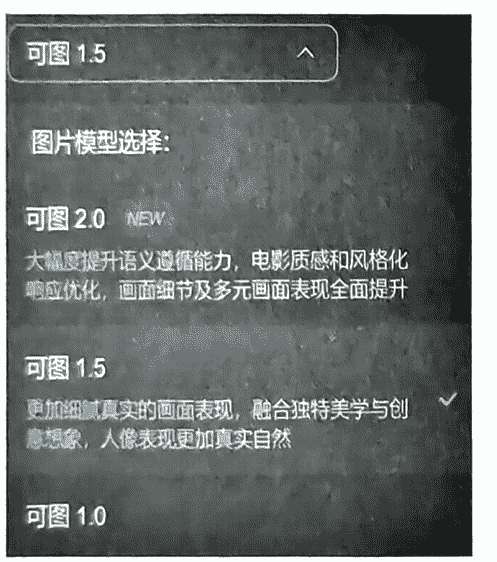 可图 1.5
图片模型选择：
可图 2.0 NEW
大幅度提升语义遵循能力，电影质感和风格化
响应优化，画面细节及多元画面表现全面提升
可图 1.5
更加细腻真实的画面表现，融合独特美学与创
意想象，人像表现更加真实自然
可图 1.0